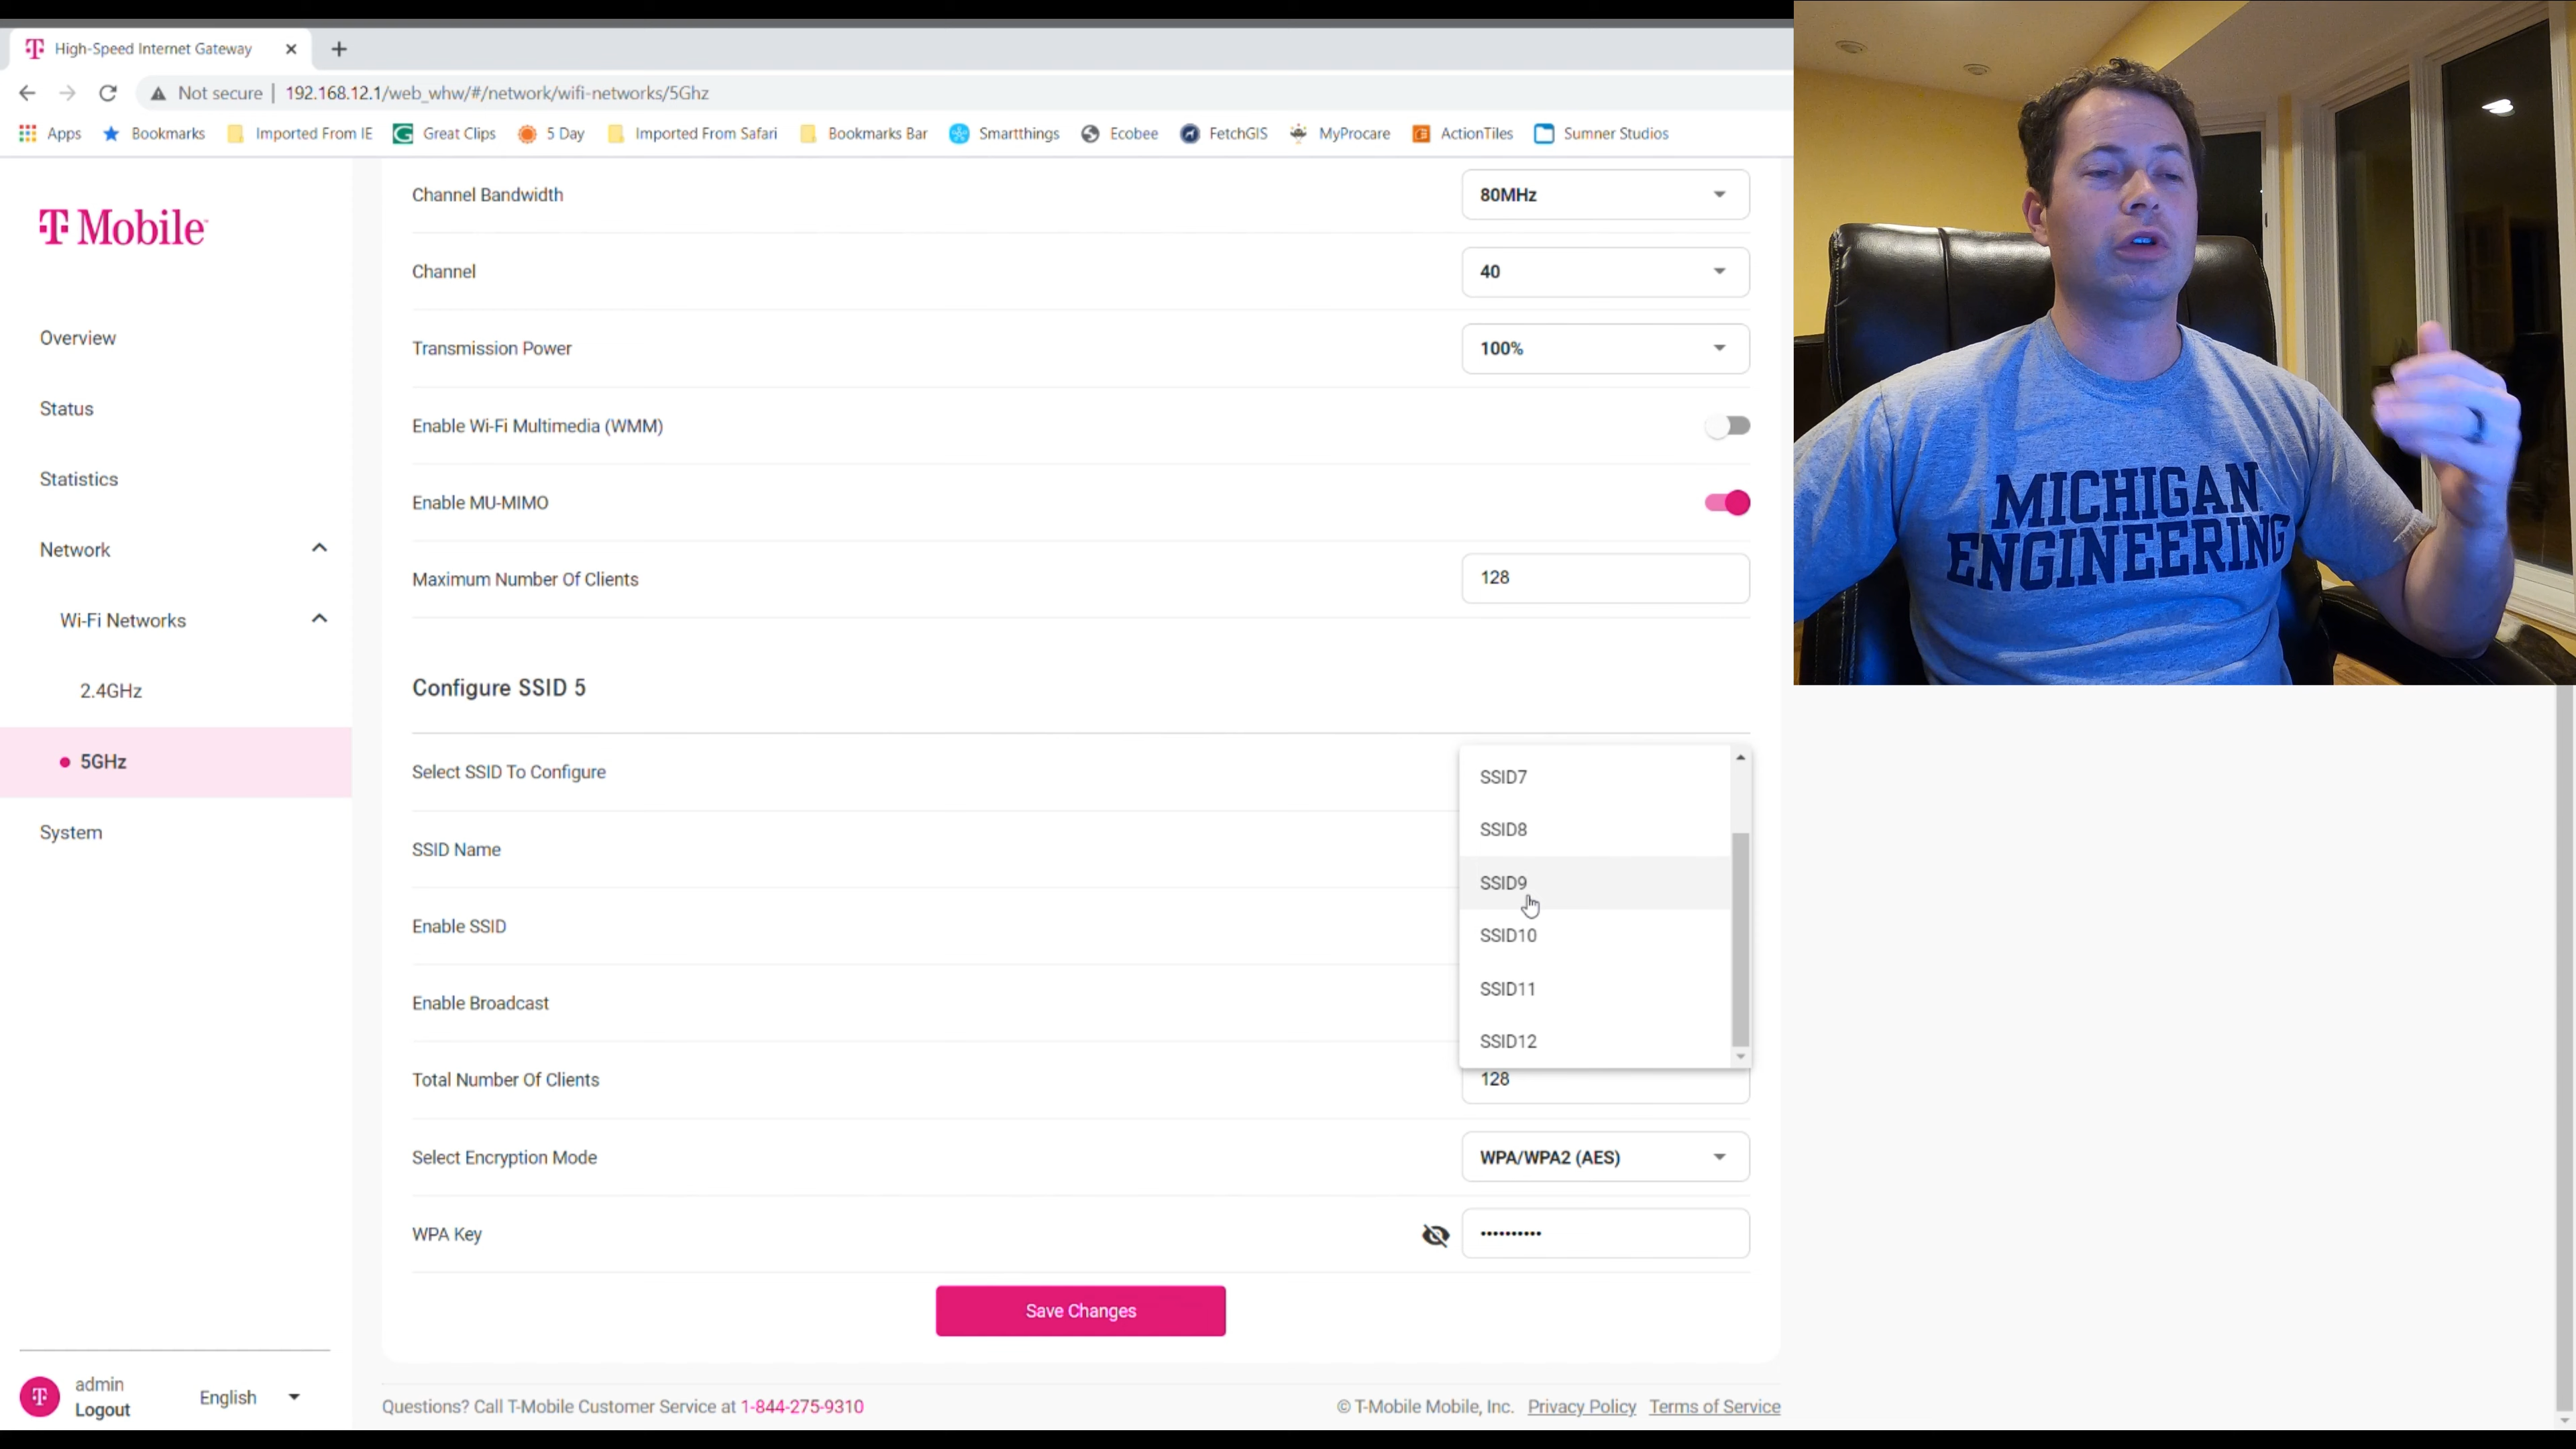 High-Speed Internet Gateway
Not secure | 192.168.12.1/web_whw/#/network/wifi-networks/5Ghz
Apps Bookmarks Imported From IE Great Clips 5 Day Imported From Safari Bookmarks Bar Smartthings Ecobee FetchGIS MyProcare ActionTiles Sumner Studios
T Mobile
Overview
Status
Statistics
Network
Wi-Fi Networks
2.4GHz
5GHz
System
admin
Logout
English
Channel Bandwidth 80MHz
Channel 40
Transmission Power 100%
Enable Wi-Fi Multimedia (WMM)
Enable MU-MIMO
Maximum Number Of Clients 128
Configure SSID 5
Select SSID To Configure
SSID Name
Enable SSID
Enable Broadcast
SSID7
SSID8
SSID9
SSID10
SSID11
SSID12
Total Number Of Clients 128
Select Encryption Mode WPA/WPA2 (AES)
WPA Key ••••••••••
Save Changes
Questions? Call T-Mobile Customer Service at 1-844-275-9310
© T-Mobile Mobile, Inc. Privacy Policy Terms of Service
MICHIGAN
ENGINEERING